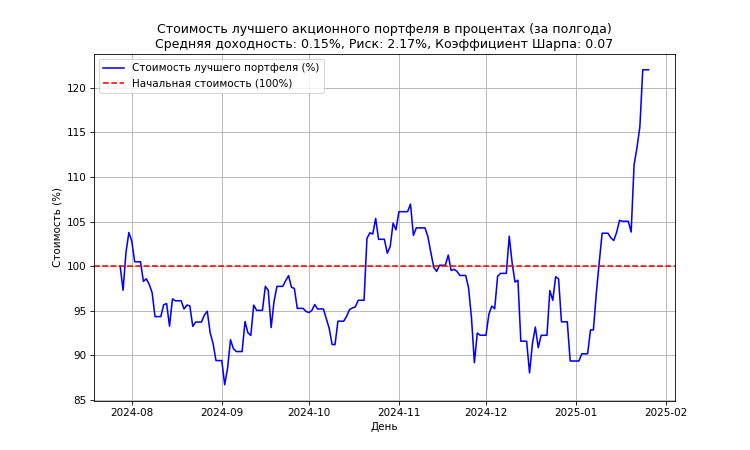 Стоимость лучшего акционного портфеля в процентах (за полгода)
Средняя доходность: 0.15%, Риск: 2.17%, Коэффициент Шарпа: 0.07
Стоимость лучшего портфеля (%)
Начальная стоимость (100%)
Стоимость (%)
120
115
110
105
100
95
90
85
2024-08
2024-09
2024-10
2024-11
2024-12
2025-01
2025-02
День